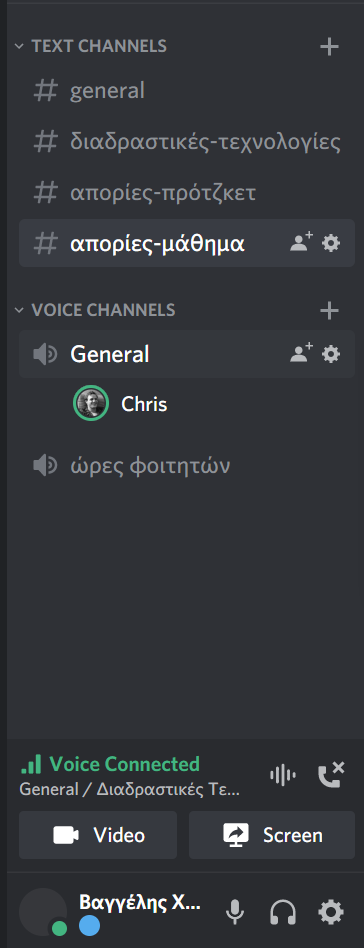 TEXT CHANNELS
general
διαδραστικές-τεχνολογίες
απορίες-πρότζκετ
απορίες-μάθημα
VOICE CHANNELS
General
Chris
ώρες φοιτητών
Voice Connected
General / Διαδραστικές Τε...
Video Screen
Βαγγέλης Χ...